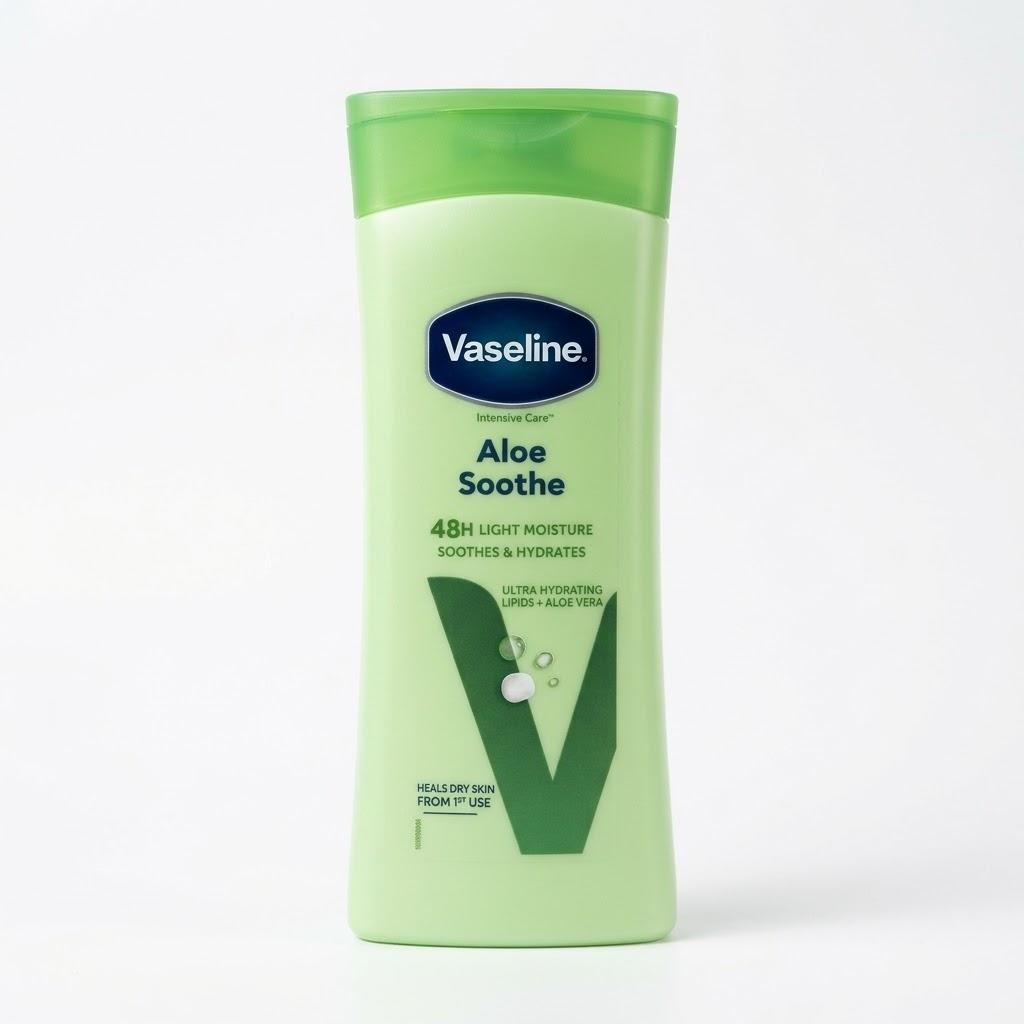 Vaseline®
Intensive Care™
Aloe
Soothe
48H LIGHT MOISTURE
SOOTHES & HYDRATES
ULTRA HYDRATING
LIPIDS + ALOE VERA
V
HEALS DRY SKIN
FROM 1ST USE